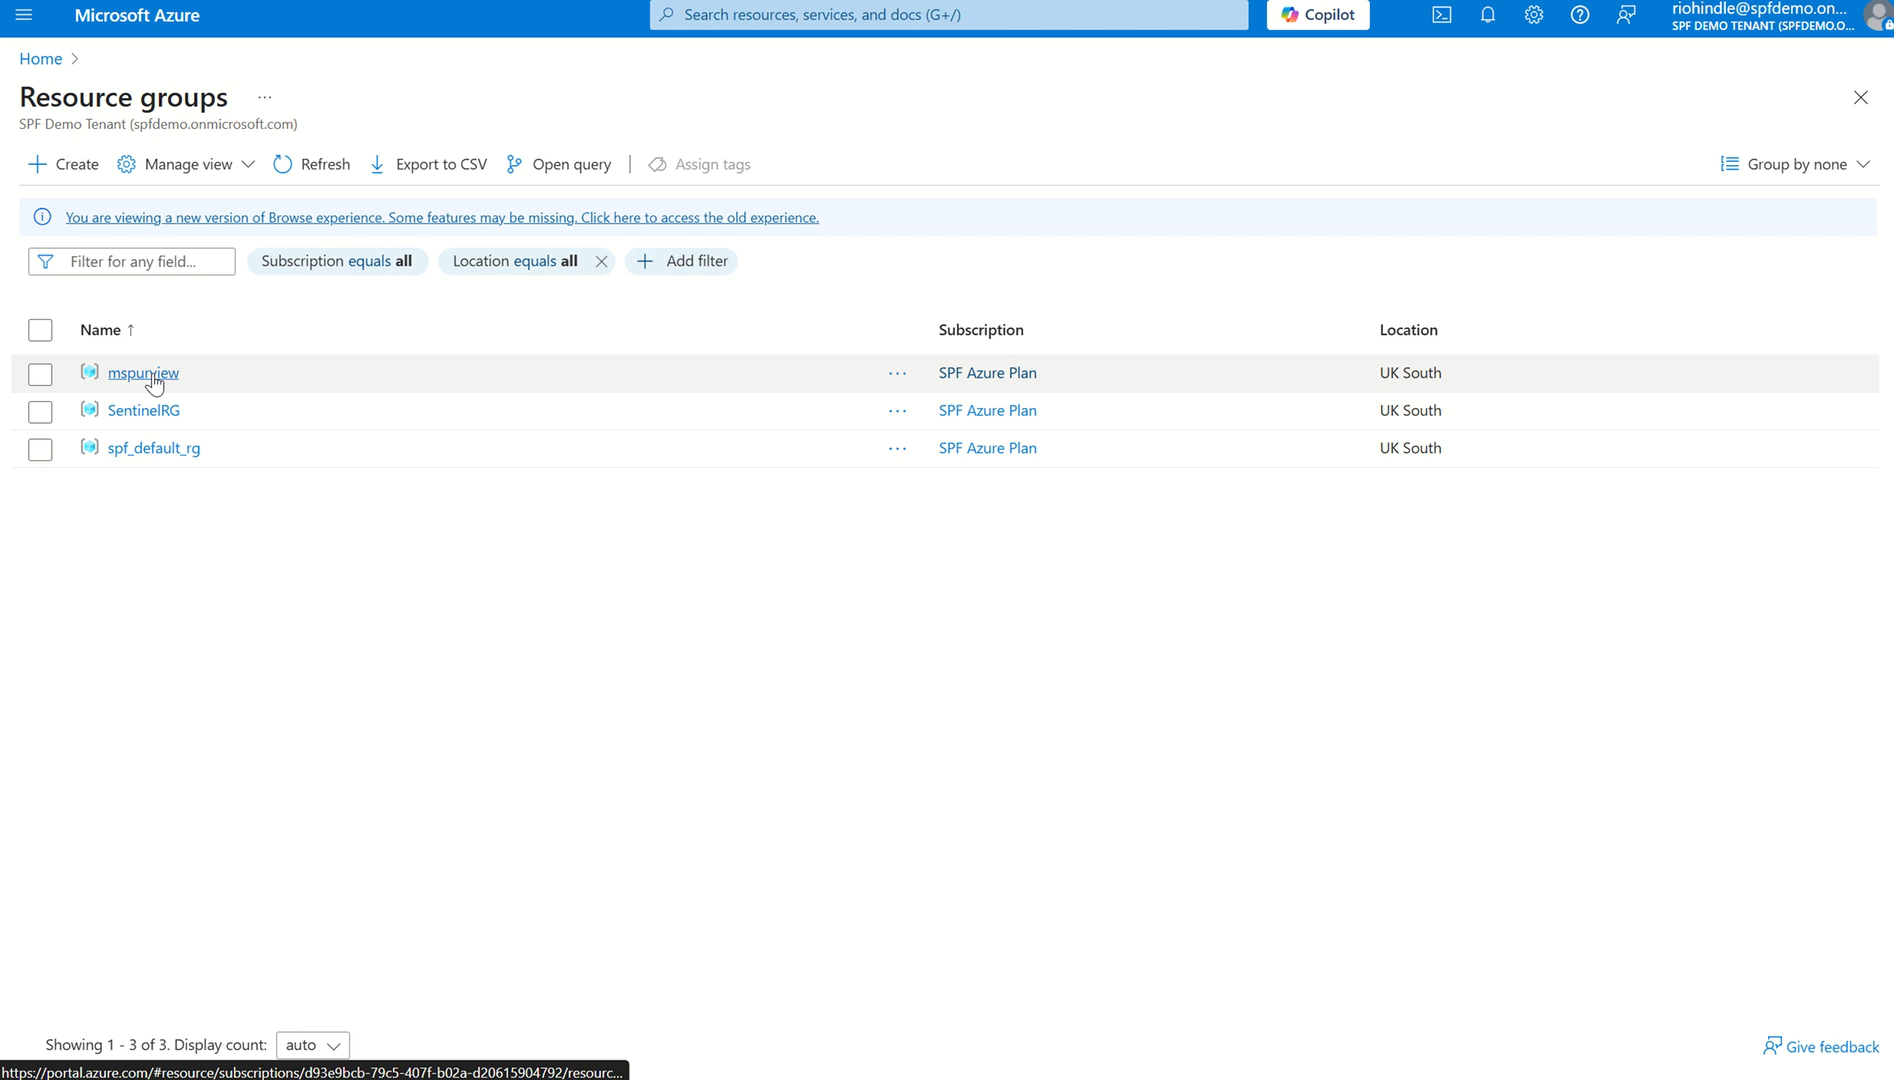 Microsoft Azure
Search resources, services, and docs (G+/)
Copilot
riohindle@spfdemo.on...
SPF DEMO TENANT (SPFDEMO.O...
Home
Resource groups ...
SPF Demo Tenant (spfdemo.onmicrosoft.com)
Create Manage view Refresh Export to CSV Open query Assign tags Group by none
You are viewing a new version of Browse experience. Some features may be missing. Click here to access the old experience.
Filter for any field... Subscription equals all Location equals all Add filter
Name ↑ Subscription Location
mspurview ... SPF Azure Plan UK South
SentinelRG ... SPF Azure Plan UK South
spf_default_rg ... SPF Azure Plan UK South
Showing 1 - 3 of 3. Display count: auto
Give feedback
https://portal.azure.com/#resource/subscriptions/d93e9bcb-79c5-407f-b02a-d20615904792/resourc...